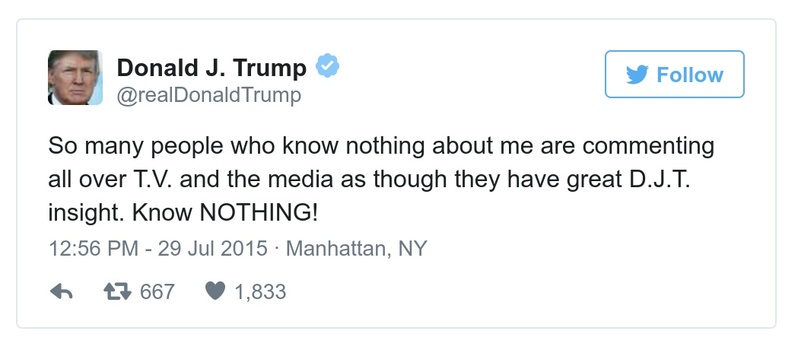 Donald J. Trump
@realDonaldTrump
Follow
So many people who know nothing about me are commenting
all over T.V. and the media as though they have great D.J.T.
insight. Know NOTHING!
12:56 PM - 29 Jul 2015 · Manhattan, NY
667 1,833